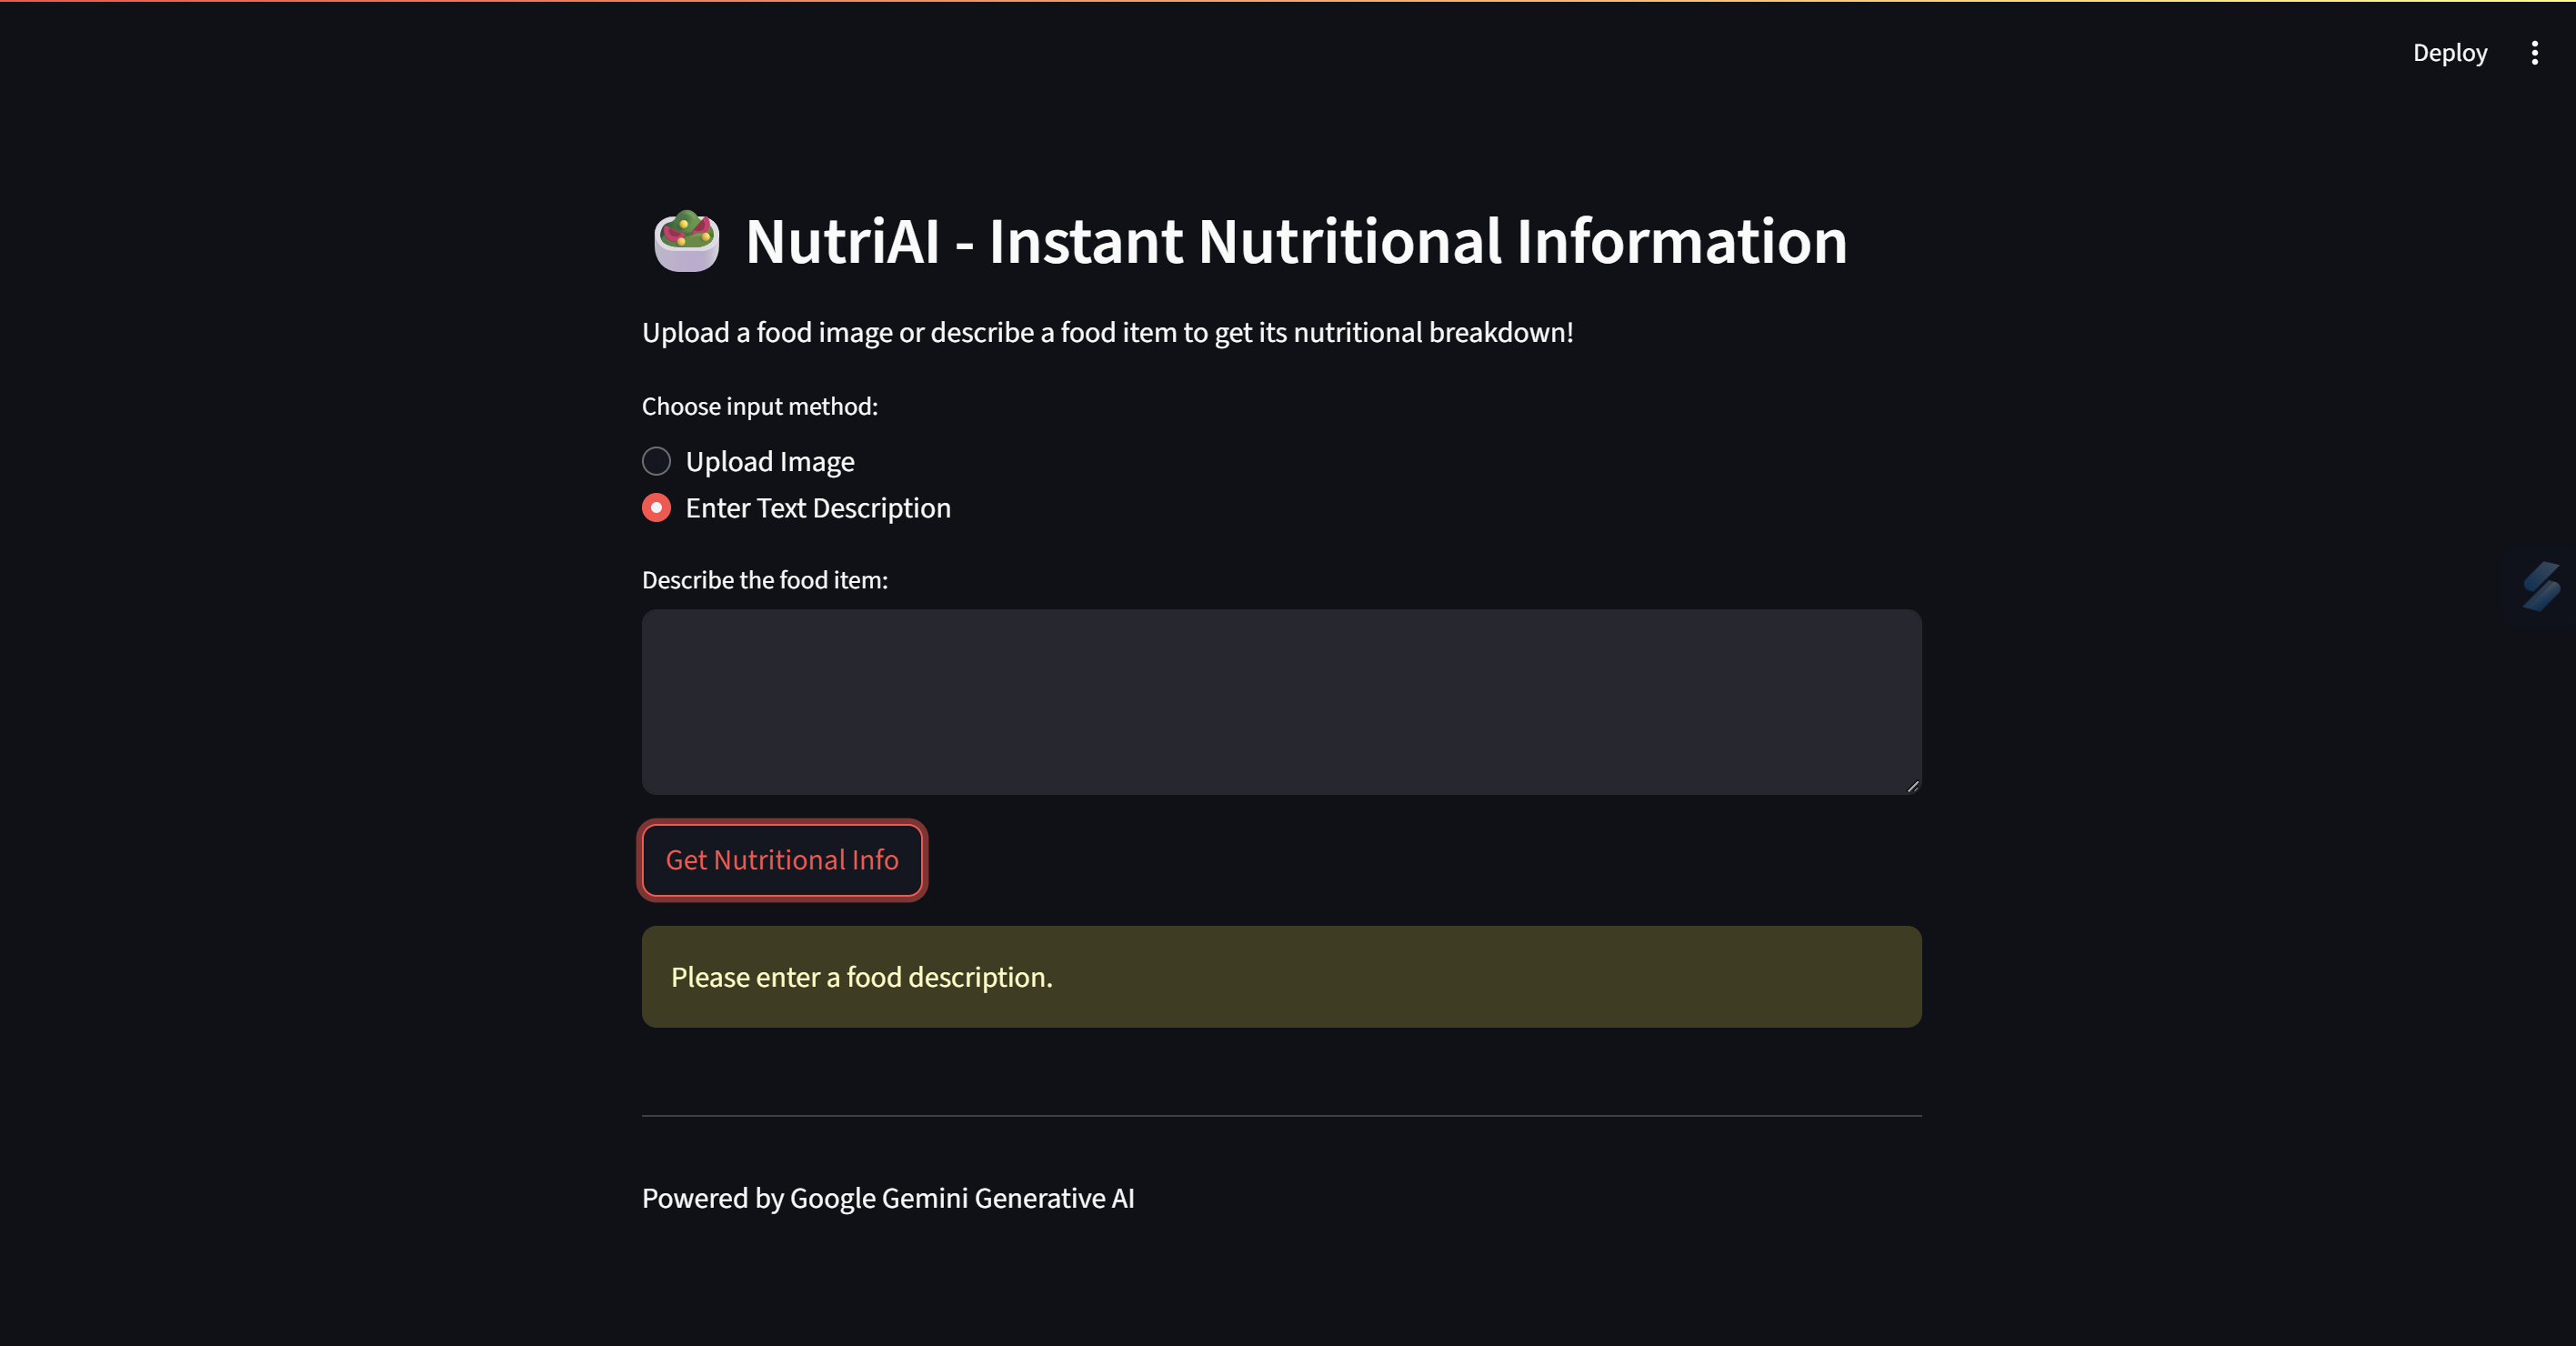 Deploy
NutriAI - Instant Nutritional Information
Upload a food image or describe a food item to get its nutritional breakdown!
Choose input method:
Upload Image
Enter Text Description
Describe the food item:
Get Nutritional Info
Please enter a food description.
Powered by Google Gemini Generative AI